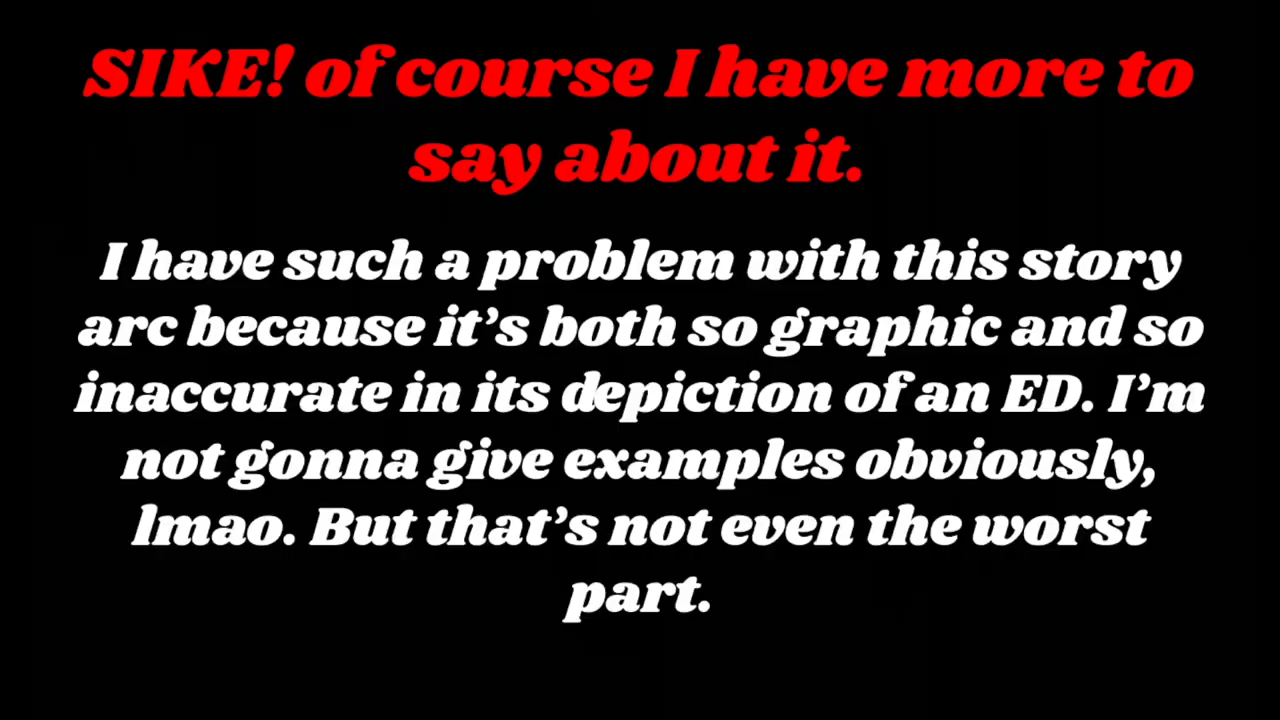 SIKE! of course I have more to
say about it.
I have such a problem with this story
arc because it’s both so graphic and so
inaccurate in its depiction of an ED. I’m
not gonna give examples obviously,
lmao. But that’s not even the worst
part.